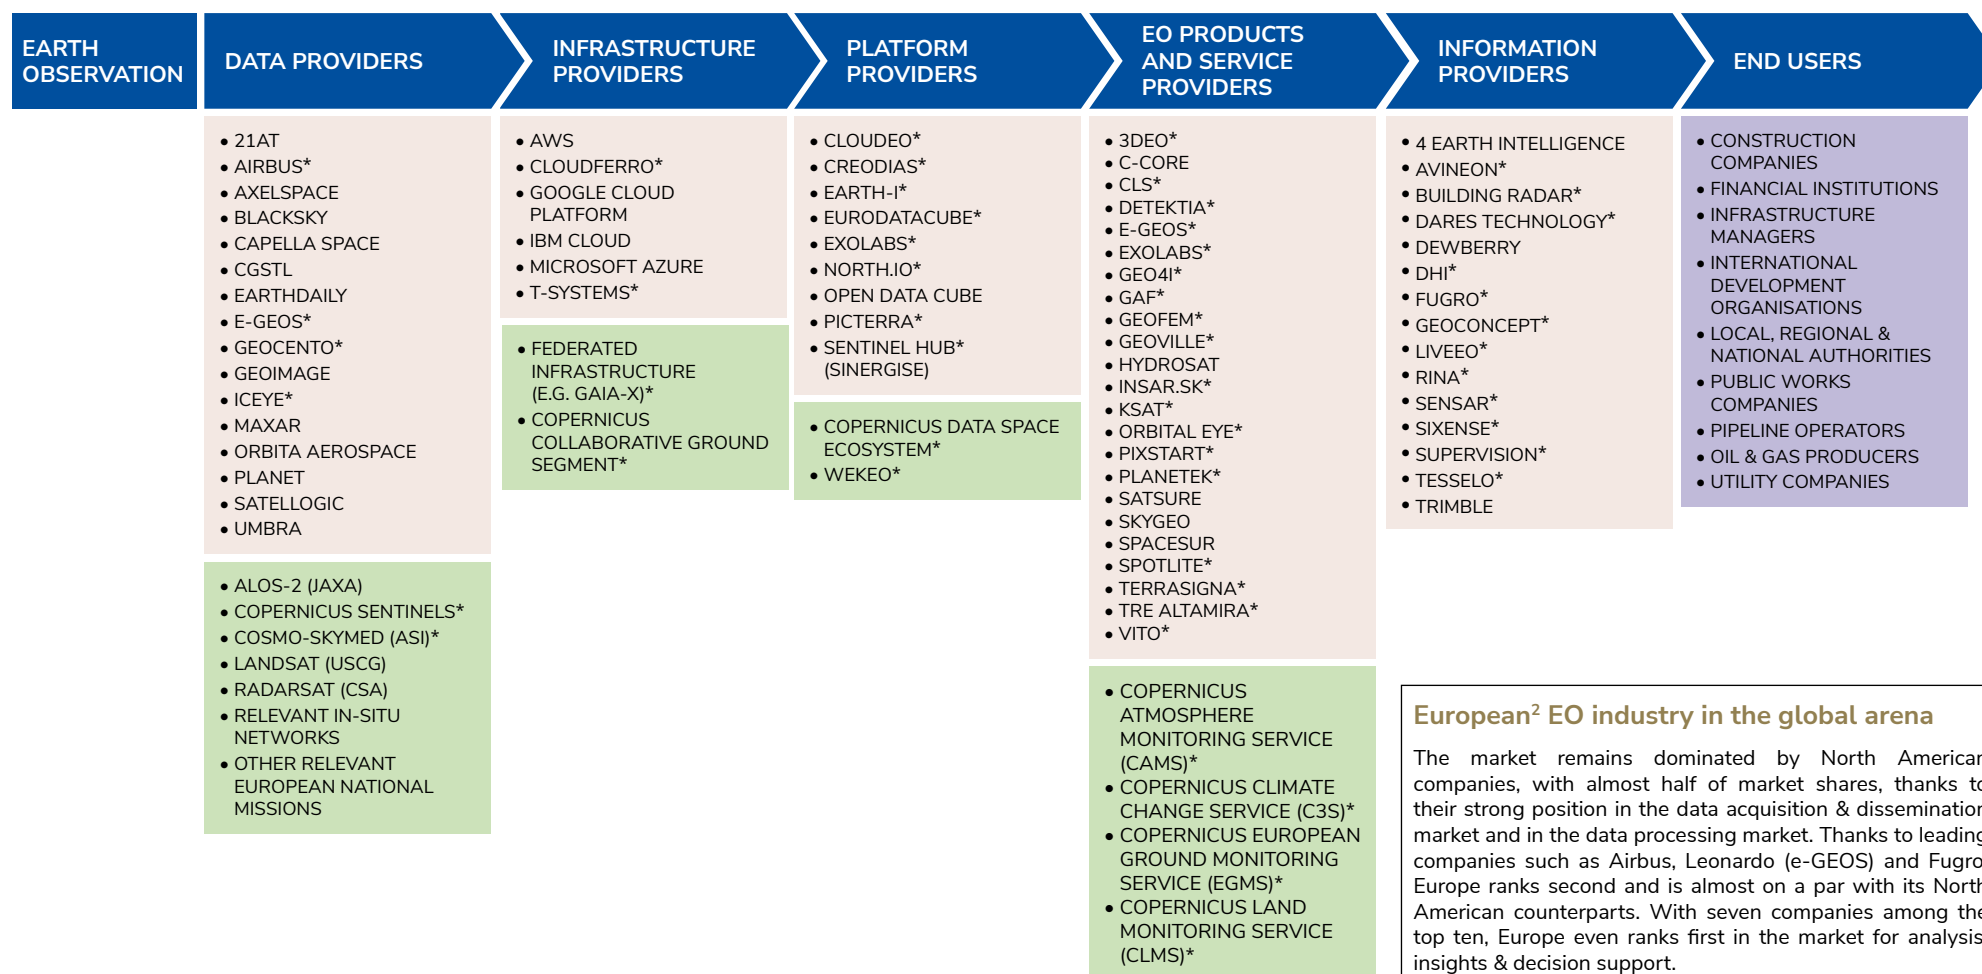 EARTH
OBSERVATION
DATA PROVIDERS
INFRASTRUCTURE
PROVIDERS
PLATFORM
PROVIDERS
EO PRODUCTS
AND SERVICE
PROVIDERS
INFORMATION
PROVIDERS
END USERS
• 21AT
• AIRBUS*
• AXELSPACE
• BLACKSKY
• CAPELLA SPACE
• CGSTL
• EARTHDAILY
• E-GEOS*
• GEOCENTO*
• GEOIMAGE
• ICEYE*
• MAXAR
• ORBITA AEROSPACE
• PLANET
• SATELLOGIC
• UMBRA
• ALOS-2 (JAXA)
• COPERNICUS SENTINELS*
• COSMO-SKYMED (ASI)*
• LANDSAT (USCG)
• RADARSAT (CSA)
• RELEVANT IN-SITU
NETWORKS
• OTHER RELEVANT
EUROPEAN NATIONAL
MISSIONS
• AWS
• CLOUDFERRO*
• GOOGLE CLOUD
PLATFORM
• IBM CLOUD
• MICROSOFT AZURE
• T-SYSTEMS*
• FEDERATED
INFRASTRUCTURE
(E.G. GAIA-X)*
• COPERNICUS
COLLABORATIVE GROUND
SEGMENT*
• CLOUDEO*
• CREODIAS*
• EARTH-I*
• EURODATACUBE*
• EXOLABS*
• NORTH.IO*
• OPEN DATA CUBE
• PICTERRA*
• SENTINEL HUB*
(SINERGISE)
• COPERNICUS DATA SPACE
ECOSYSTEM*
• WEKEO*
• 3DEO*
• C-CORE
• CLS*
• DETEKTIA*
• E-GEOS*
• EXOLABS*
• GEO4I*
• GAF*
• GEOFEM*
• GEOVILLE*
• HYDROSAT
• INSAR.SK*
• KSAT*
• ORBITAL EYE*
• PIXSTART*
• PLANETEK*
• SATSURE
• SKYGEO
• SPACESUR
• SPOTLITE*
• TERRASIGNA*
• TRE ALTAMIRA*
• VITO*
• COPERNICUS
ATMOSPHERE
MONITORING SERVICE
(CAMS)*
• COPERNICUS CLIMATE
CHANGE SERVICE (C3S)*
• COPERNICUS EUROPEAN
GROUND MONITORING
SERVICE (EGMS)*
• COPERNICUS LAND
MONITORING SERVICE
(CLMS)*
• 4 EARTH INTELLIGENCE
• AVINEON*
• BUILDING RADAR*
• DARES TECHNOLOGY*
• DEWBERRY
• DHI*
• FUGRO*
• GEOCONCEPT*
• LIVEEO*
• RINA*
• SENSAR*
• SIXENSE*
• SUPERVISION*
• TESSELO*
• TRIMBLE
• CONSTRUCTION
COMPANIES
• FINANCIAL INSTITUTIONS
• INFRASTRUCTURE
MANAGERS
• INTERNATIONAL
DEVELOPMENT
ORGANISATIONS
• LOCAL, REGIONAL &
NATIONAL AUTHORITIES
• PUBLIC WORKS
COMPANIES
• PIPELINE OPERATORS
• OIL & GAS PRODUCERS
• UTILITY COMPANIES
European² EO industry in the global arena
The market remains dominated by North American
companies, with almost half of market shares, thanks to
their strong position in the data acquisition & dissemination
market and in the data processing market. Thanks to leading
companies such as Airbus, Leonardo (e-GEOS) and Fugro
Europe ranks second and is almost on a par with its North
American counterparts. With seven companies among the
top ten, Europe even ranks first in the market for analysis
insights & decision support.